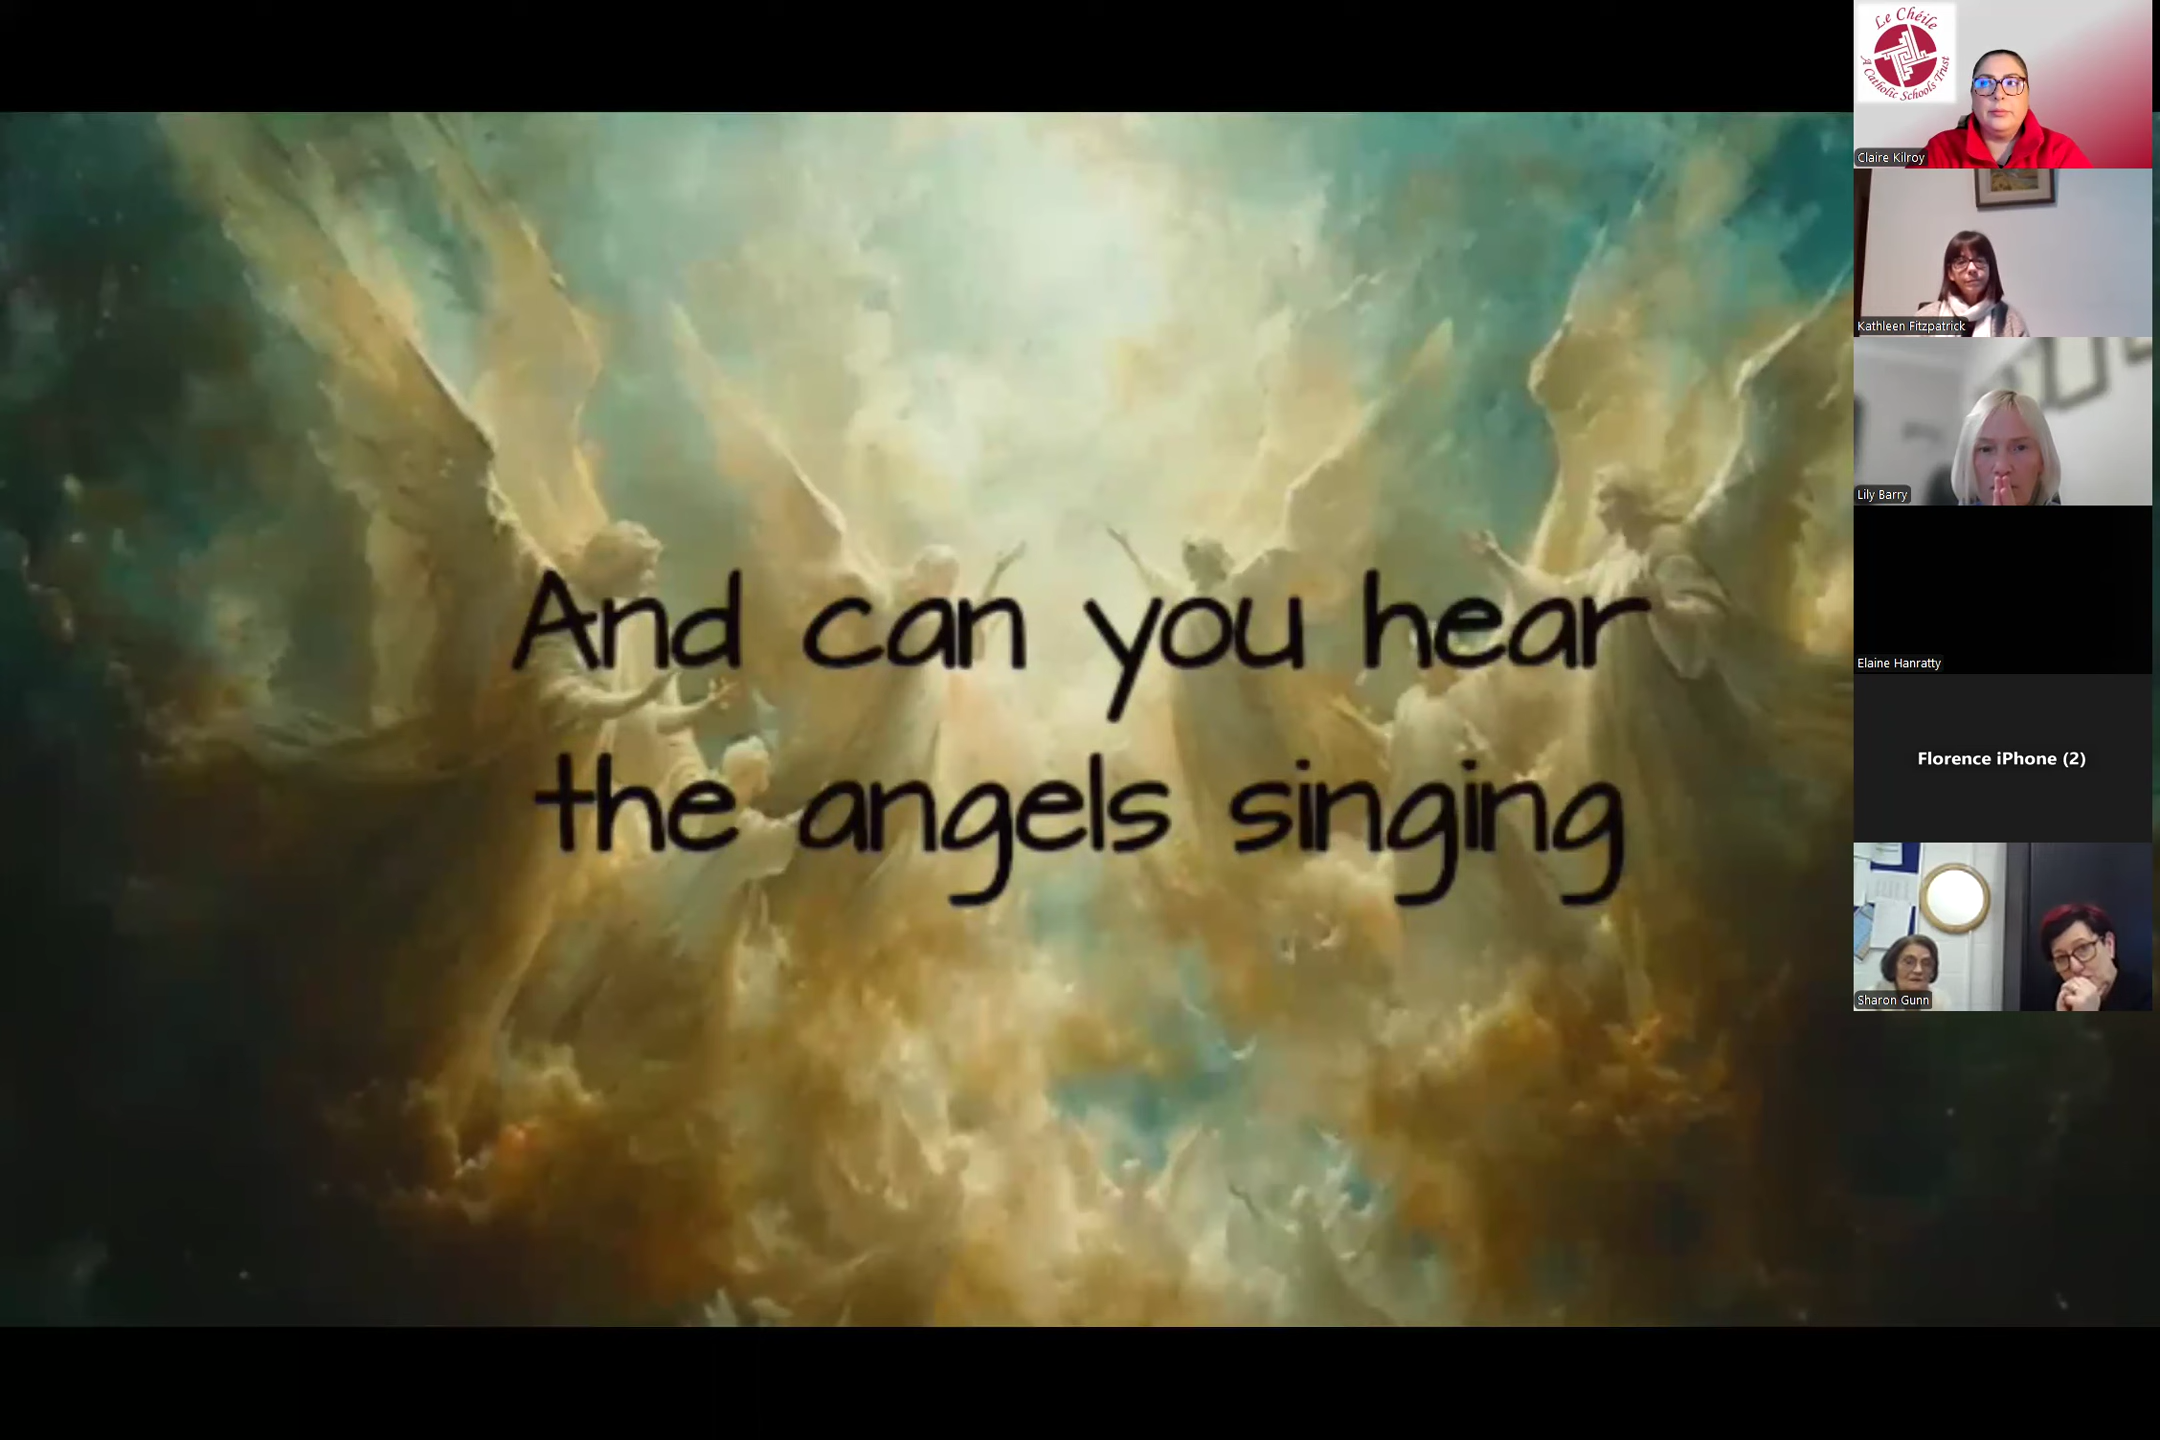 And can you hear
the angels singing
Le Chéile
A Catholic Schools Trust
Claire Kilroy
Kathleen Fitzpatrick
Lily Barry
Elaine Hanratty
Florence iPhone (2)
Sharon Gunn